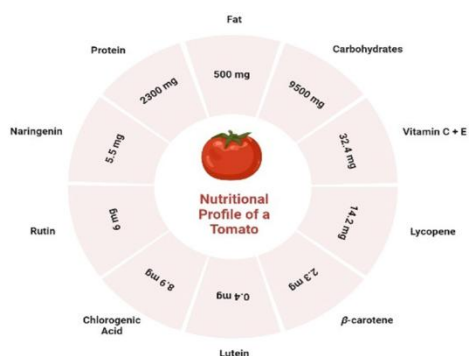 Fat
500 mg
Carbohydrates
9500 mg
Vitamin C + E
32.4 mg
Lycopene
14.2 mg
β-carotene
2.3 mg
Lutein
0.4 mg
Chlorogenic
Acid
8.9 mg
Rutin
6 mg
Naringenin
5.5 mg
Protein
2300 mg
Nutritional
Profile of a
Tomato